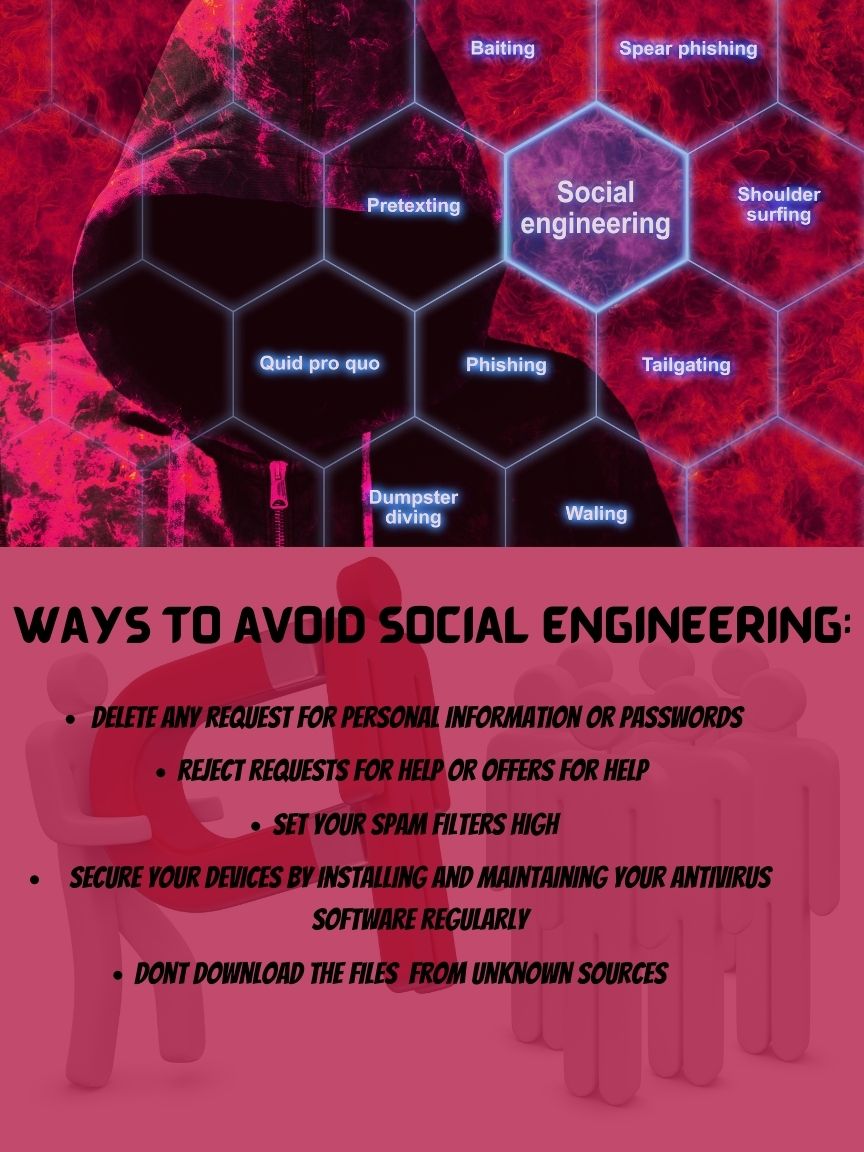 Baiting
Spear phishing
Pretexting
Social
engineering
Shoulder
surfing
Quid pro quo
Phishing
Tailgating
Dumpster
diving
Waling
WAYS TO AVOID SOCIAL ENGINEERING:
• DELETE ANY REQUEST FOR PERSONAL INFORMATION OR PASSWORDS
• REJECT REQUESTS FOR HELP OR OFFERS FOR HELP
• SET YOUR SPAM FILTERS HIGH
• SECURE YOUR DEVICES BY INSTALLING AND MAINTAINING YOUR ANTIVIRUS
SOFTWARE REGULARLY
• DONT DOWNLOAD THE FILES FROM UNKNOWN SOURCES